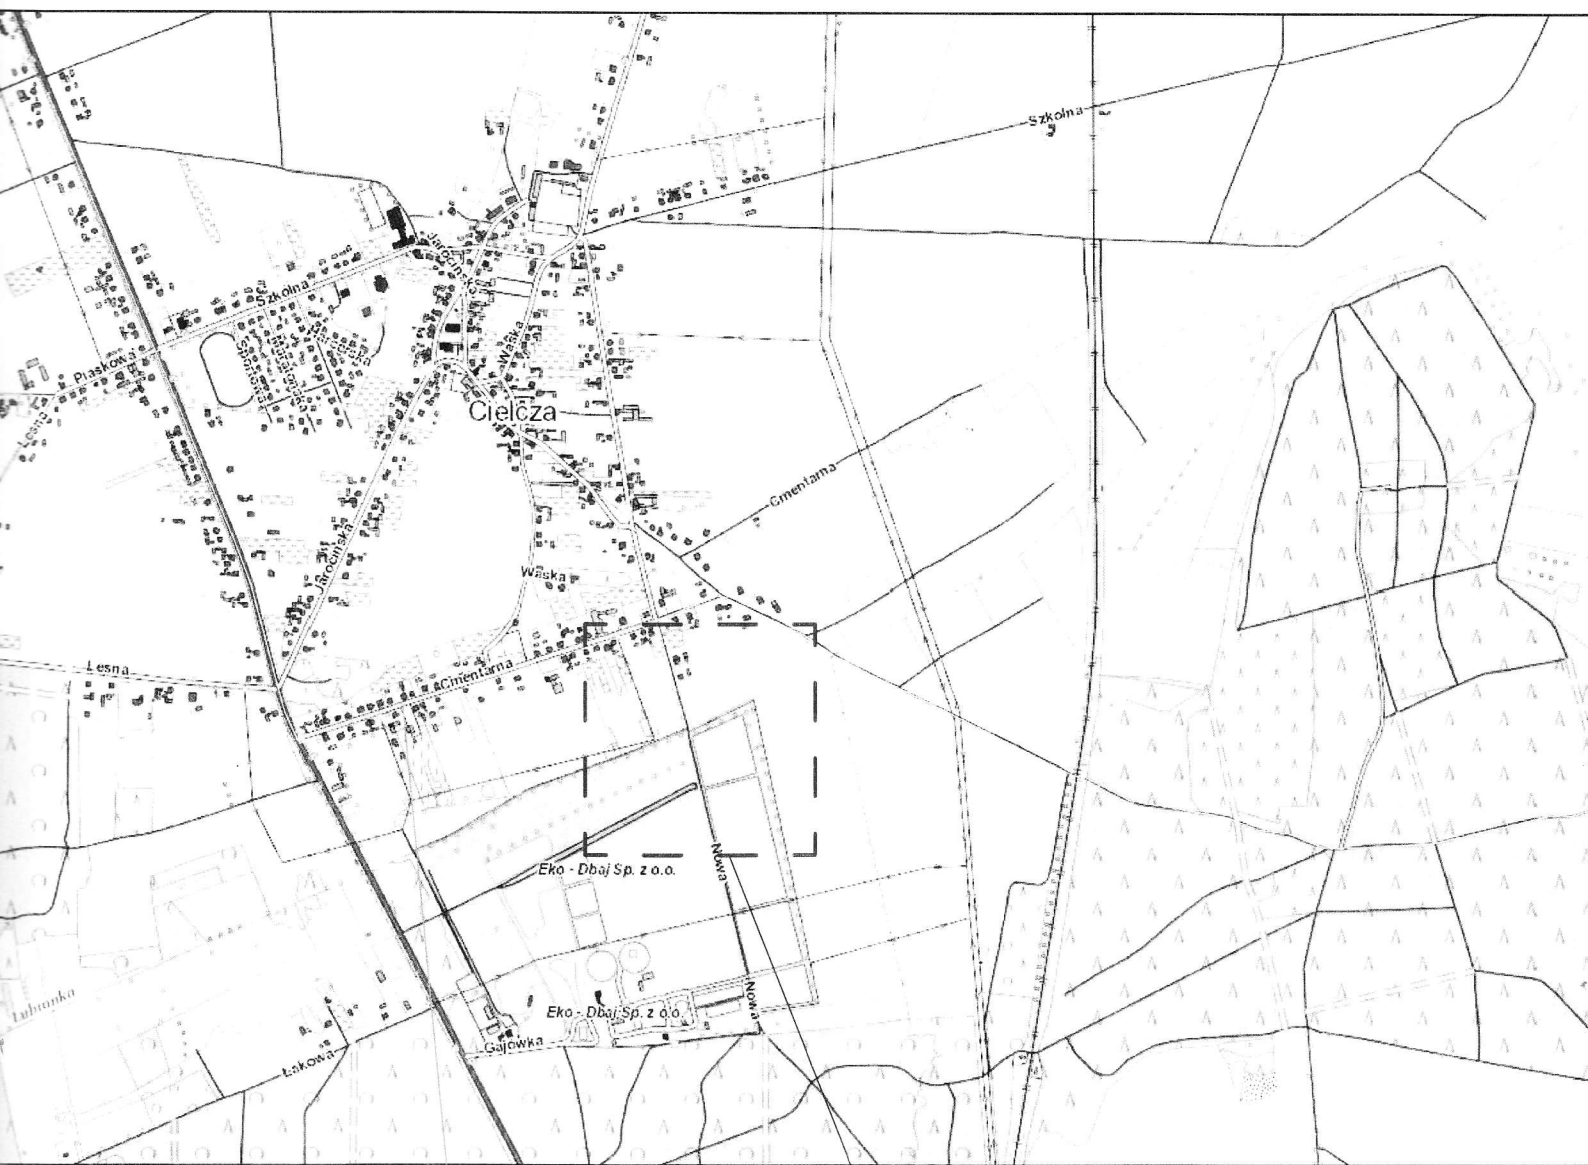 Szkolna
Jarocińska
Szkolna
Wąska
Piaskowa
Sportowa
Leśna
Cielcza
Cmentarna
Jarocińska
Wąska
Leśna
Cmentarna
Nowa
Eko - Dbaj Sp. z o.o.
Lubianka
Nowa
Eko - Dbaj Sp. z o.o.
Gajówka
Łąkowa